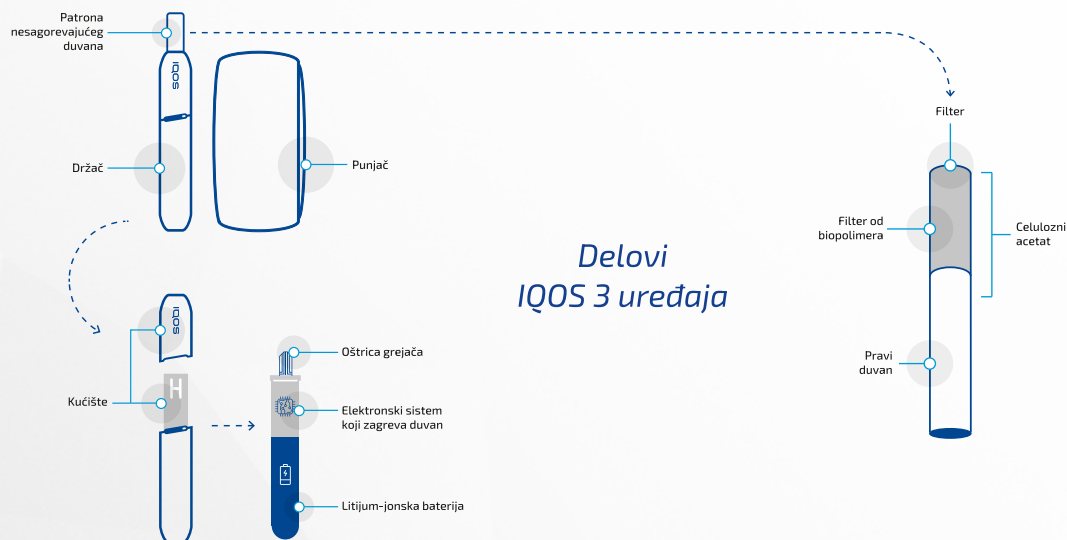 Patrona
nesagorevajućeg
duvana
IQOS
Držač
Punjač
Filter
Filter od
biopolimera
Celulozni
acetat
Pravi
duvan
Delovi
IQOS 3 uređaja
IQOS
H
Kućište
Oštrica grejača
Elektronski sistem
koji zagreva duvan
Litijum-jonska baterija